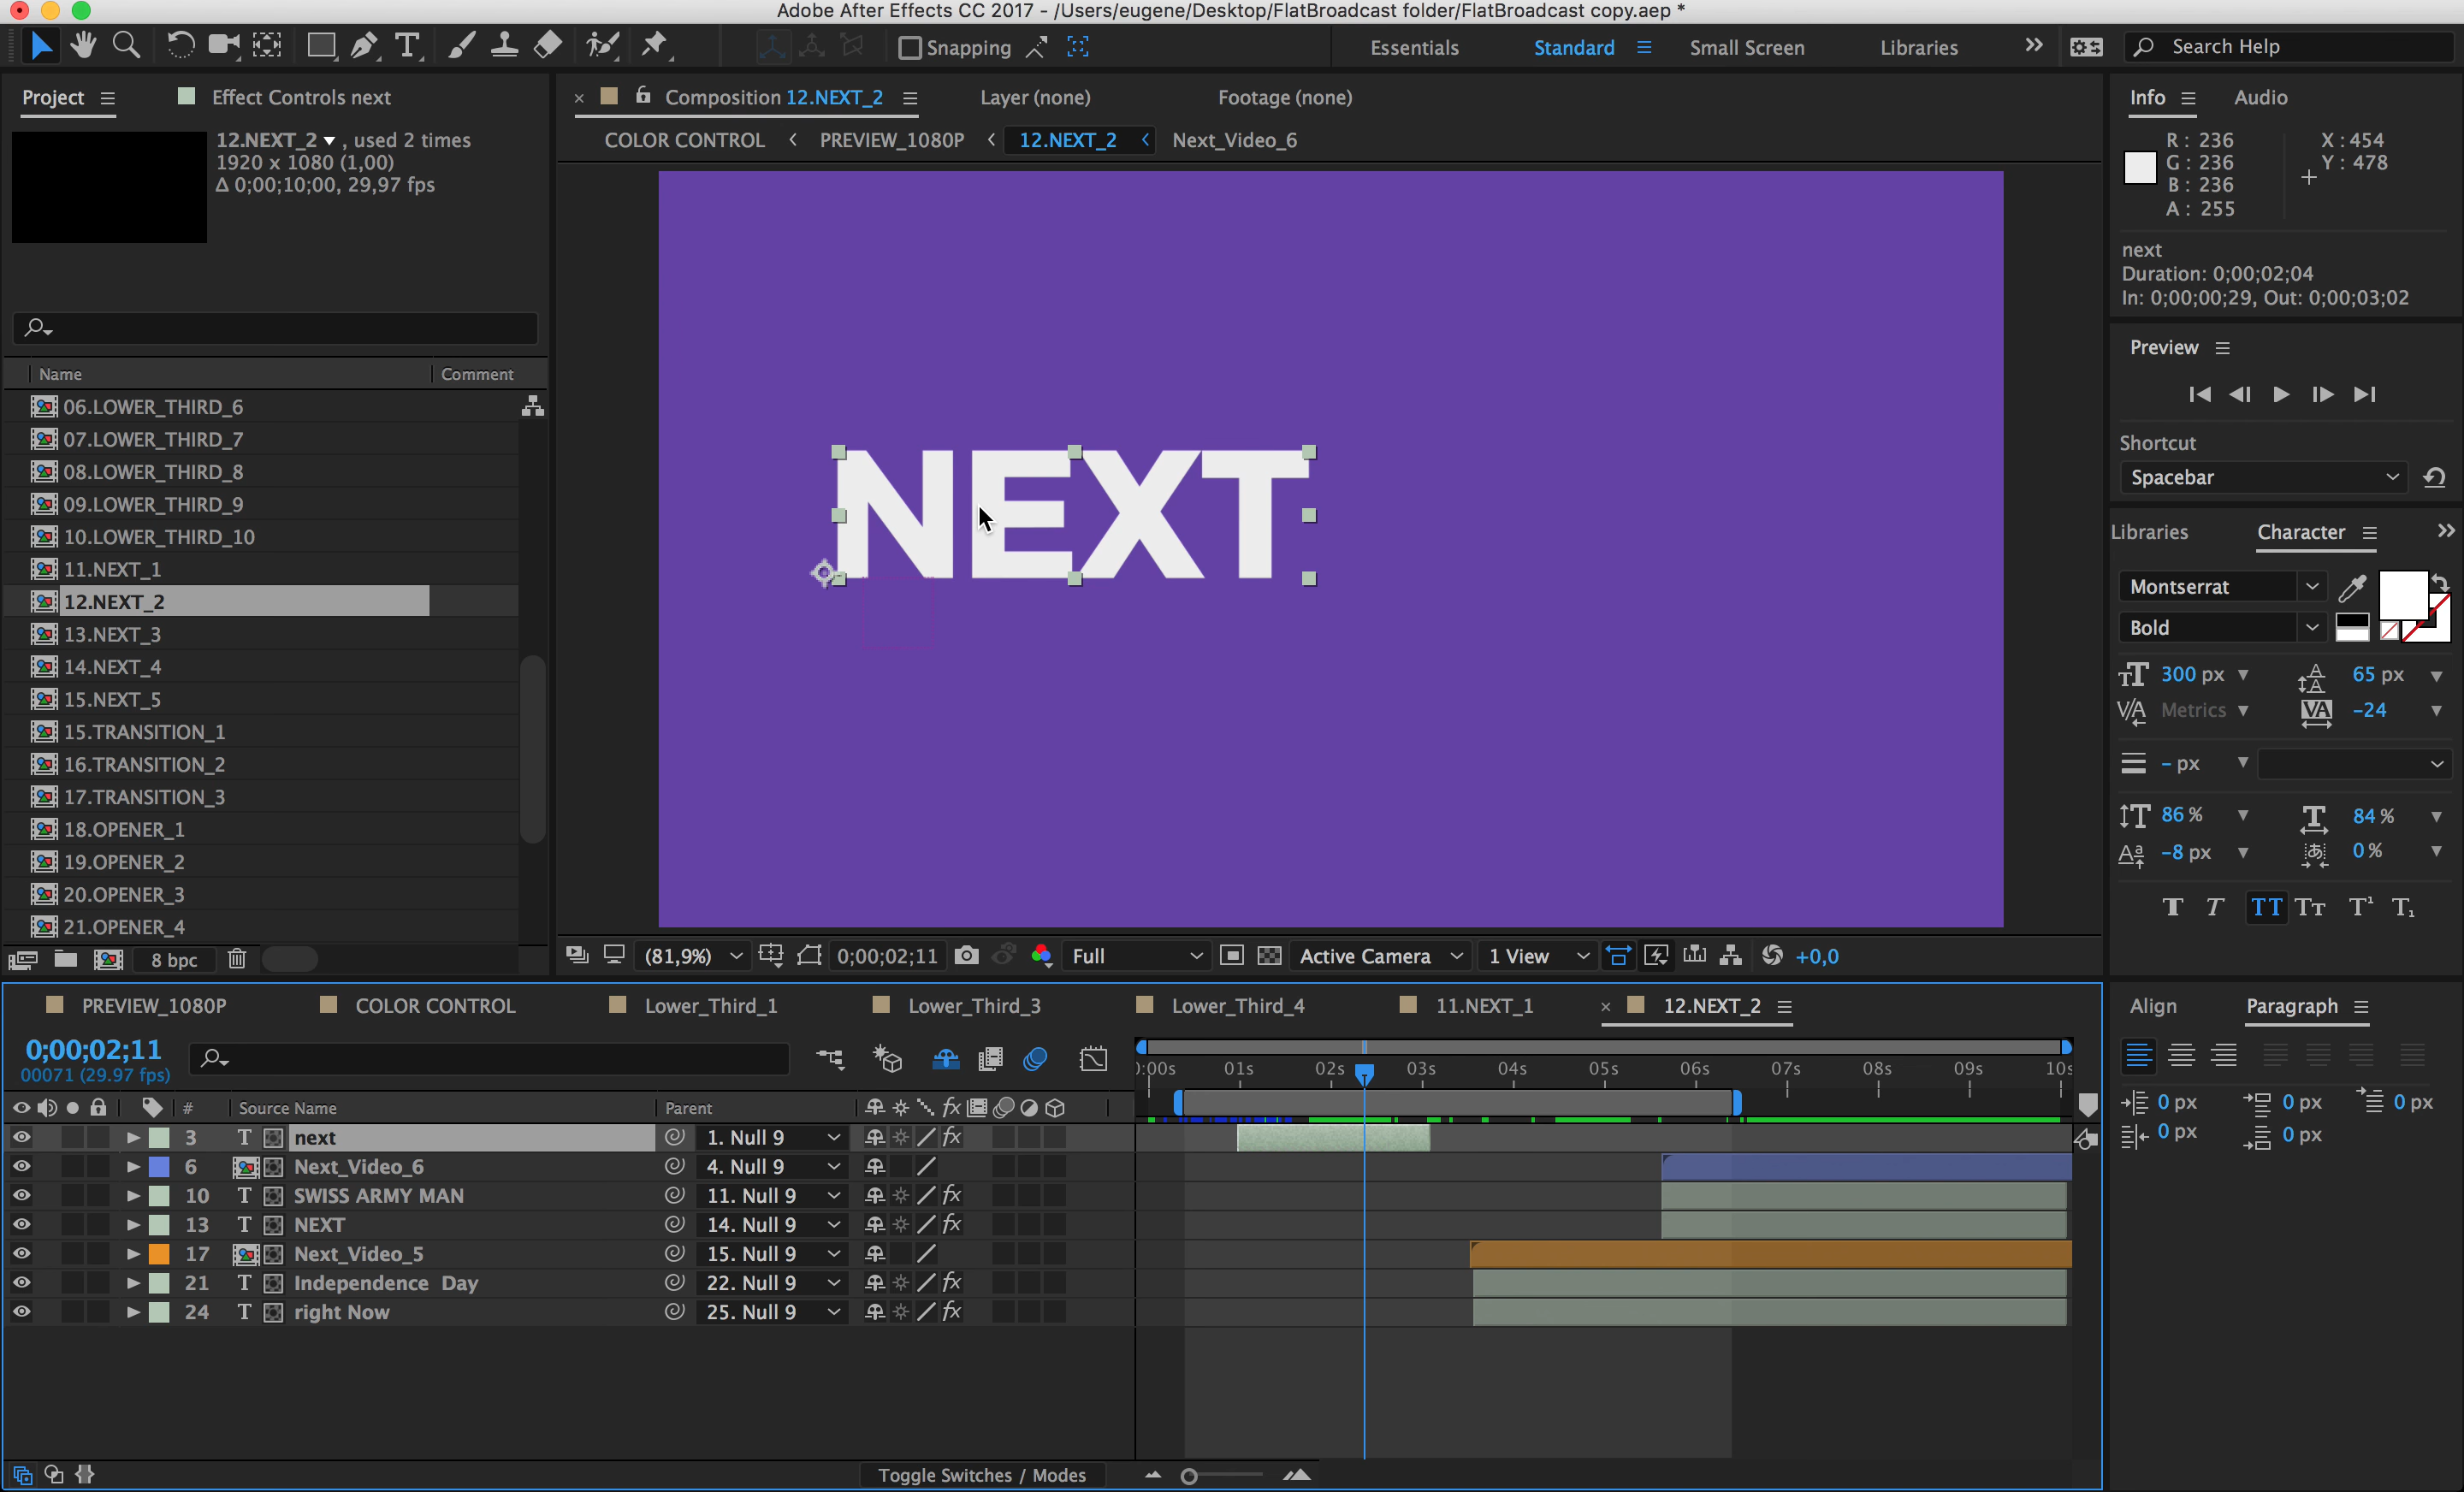 Adobe After Effects CC 2017 - /Users/eugene/Desktop/FlatBroadcast folder/FlatBroadcast copy.aep *
Snapping
Essentials
Standard
Small Screen
Libraries
Search Help
Project
Effect Controls next
12.NEXT_2 , used 2 times
1920 x 1080 (1,00)
Δ 0;00;10;00, 29,97 fps
Name
Comment
06.LOWER_THIRD_6
07.LOWER_THIRD_7
08.LOWER_THIRD_8
09.LOWER_THIRD_9
10.LOWER_THIRD_10
11.NEXT_1
12.NEXT_2
13.NEXT_3
14.NEXT_4
15.NEXT_5
15.TRANSITION_1
16.TRANSITION_2
17.TRANSITION_3
18.OPENER_1
19.OPENER_2
20.OPENER_3
21.OPENER_4
8 bpc
Composition 12.NEXT_2
Layer (none)
Footage (none)
COLOR CONTROL
PREVIEW_1080P
12.NEXT_2
Next_Video_6
NEXT
(81,9%)
0;00;02;11
Full
Active Camera
1 View
+0,0
Info
Audio
R: 236
G: 236
B: 236
A: 255
X: 454
Y: 478
next
Duration: 0;00;02;04
In: 0;00;00;29, Out: 0;00;03;02
Preview
Shortcut
Spacebar
Libraries
Character
Montserrat
Bold
300 px
65 px
Metrics
-24
- px
86 %
84 %
-8 px
0 %
Align
Paragraph
0 px
0 px
0 px
0 px
0 px
PREVIEW_1080P
COLOR CONTROL
Lower_Third_1
Lower_Third_3
Lower_Third_4
11.NEXT_1
12.NEXT_2
0;00;02;11
00071 (29.97 fps)
):00s
01s
02s
03s
04s
05s
06s
07s
08s
09s
10s
#
Source Name
Parent
3 T next 1. Null 9
6 Next_Video_6 4. Null 9
10 T SWISS ARMY MAN 11. Null 9
13 T NEXT 14. Null 9
17 Next_Video_5 15. Null 9
21 T Independence Day 22. Null 9
24 T right Now 25. Null 9
Toggle Switches / Modes